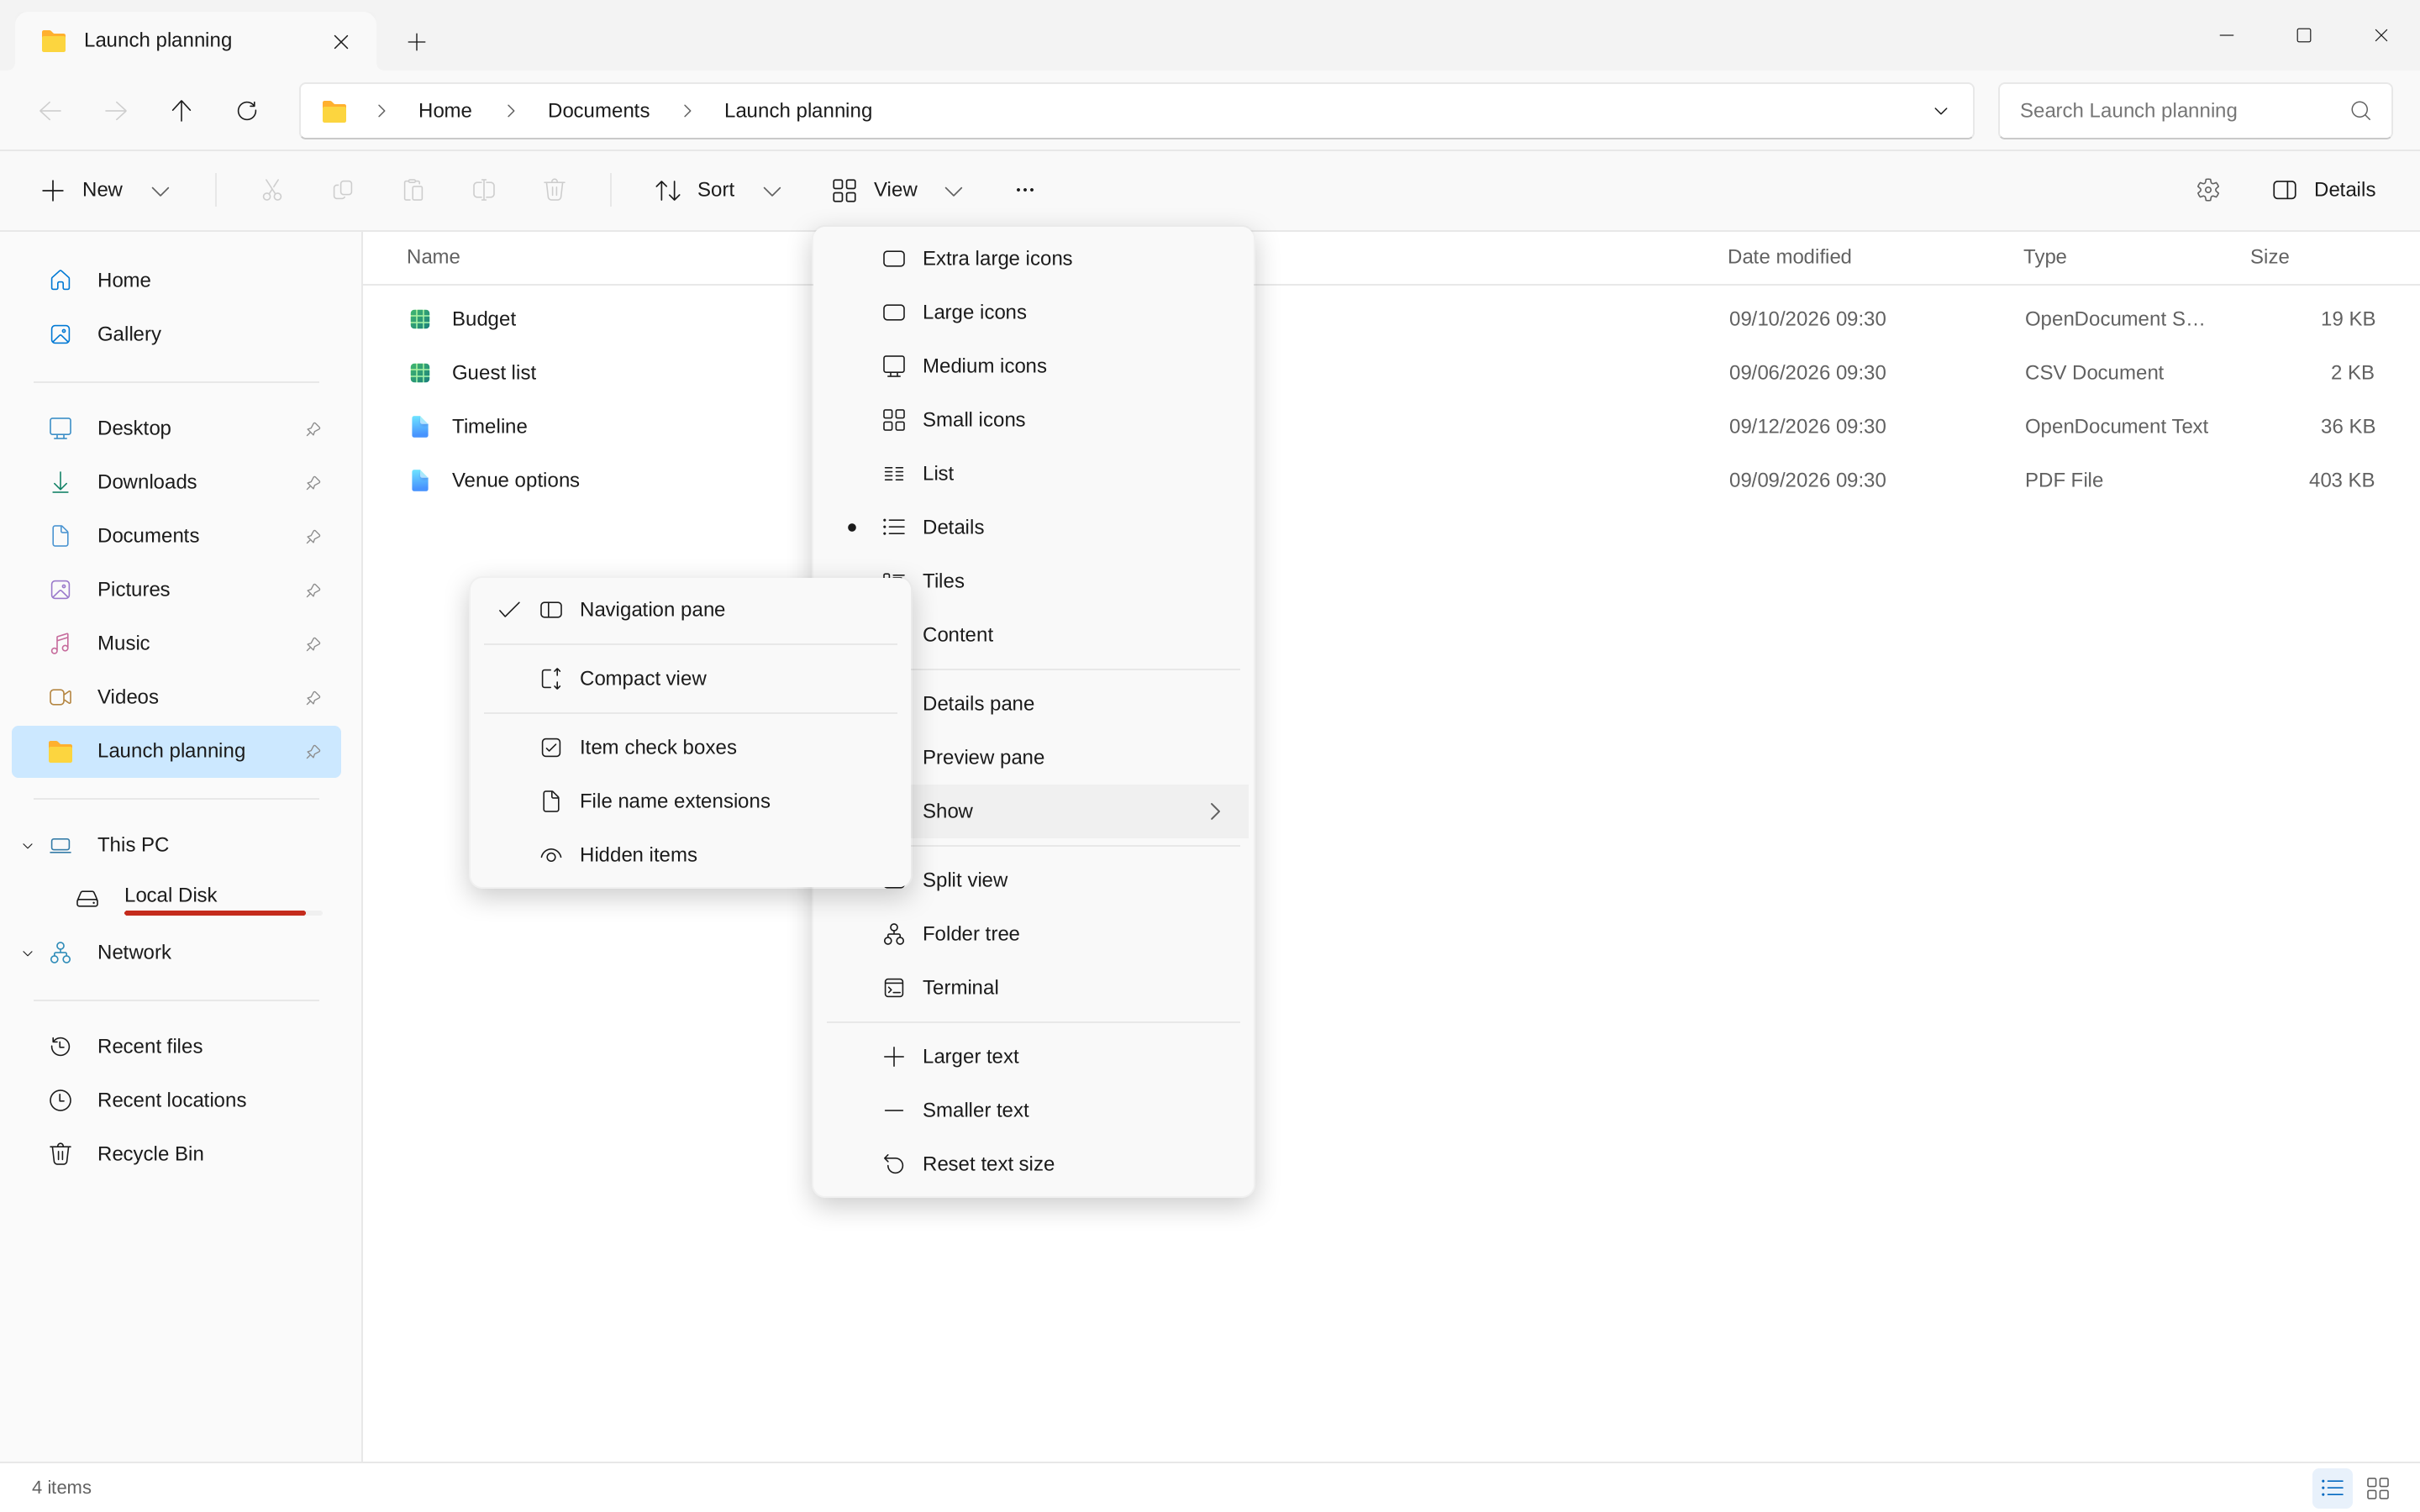 Launch planning
Home
Documents
Launch planning
Search Launch planning
New
Sort
View
Details
Home
Gallery
Desktop
Downloads
Documents
Pictures
Music
Videos
Launch planning
This PC
Local Disk
Network
Recent files
Recent locations
Recycle Bin
Name
Date modified
Type
Size
Budget
09/10/2026 09:30
OpenDocument S…
19 KB
Guest list
09/06/2026 09:30
CSV Document
2 KB
Timeline
09/12/2026 09:30
OpenDocument Text
36 KB
Venue options
09/09/2026 09:30
PDF File
403 KB
Extra large icons
Large icons
Medium icons
Small icons
List
Details
Tiles
Content
Details pane
Preview pane
Show
Split view
Folder tree
Terminal
Larger text
Smaller text
Reset text size
Navigation pane
Compact view
Item check boxes
File name extensions
Hidden items
4 items